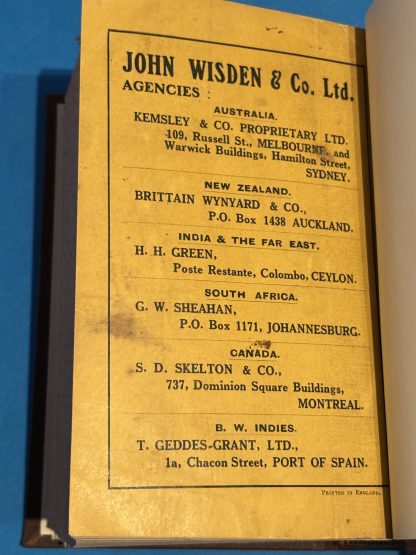 JOHN WISDEN & Co. Ltd.
AGENCIES :
AUSTRALIA.
KEMSLEY & CO. PROPRIETARY LTD.
109, Russell St., MELBOURNE, and
Warwick Buildings, Hamilton Street,
SYDNEY.
NEW ZEALAND.
BRITTAIN WYNYARD & CO.,
P.O. Box 1438 AUCKLAND.
INDIA & THE FAR EAST.
H. H. GREEN,
Poste Restante, Colombo, CEYLON.
SOUTH AFRICA.
G. W. SHEAHAN,
P.O. Box 1171, JOHANNESBURG.
CANADA.
S. D. SKELTON & CO.,
737, Dominion Square Buildings,
MONTREAL.
B. W. INDIES.
T. GEDDES-GRANT, LTD.,
1a, Chacon Street, PORT OF SPAIN.
PRINTED IN ENGLAND.